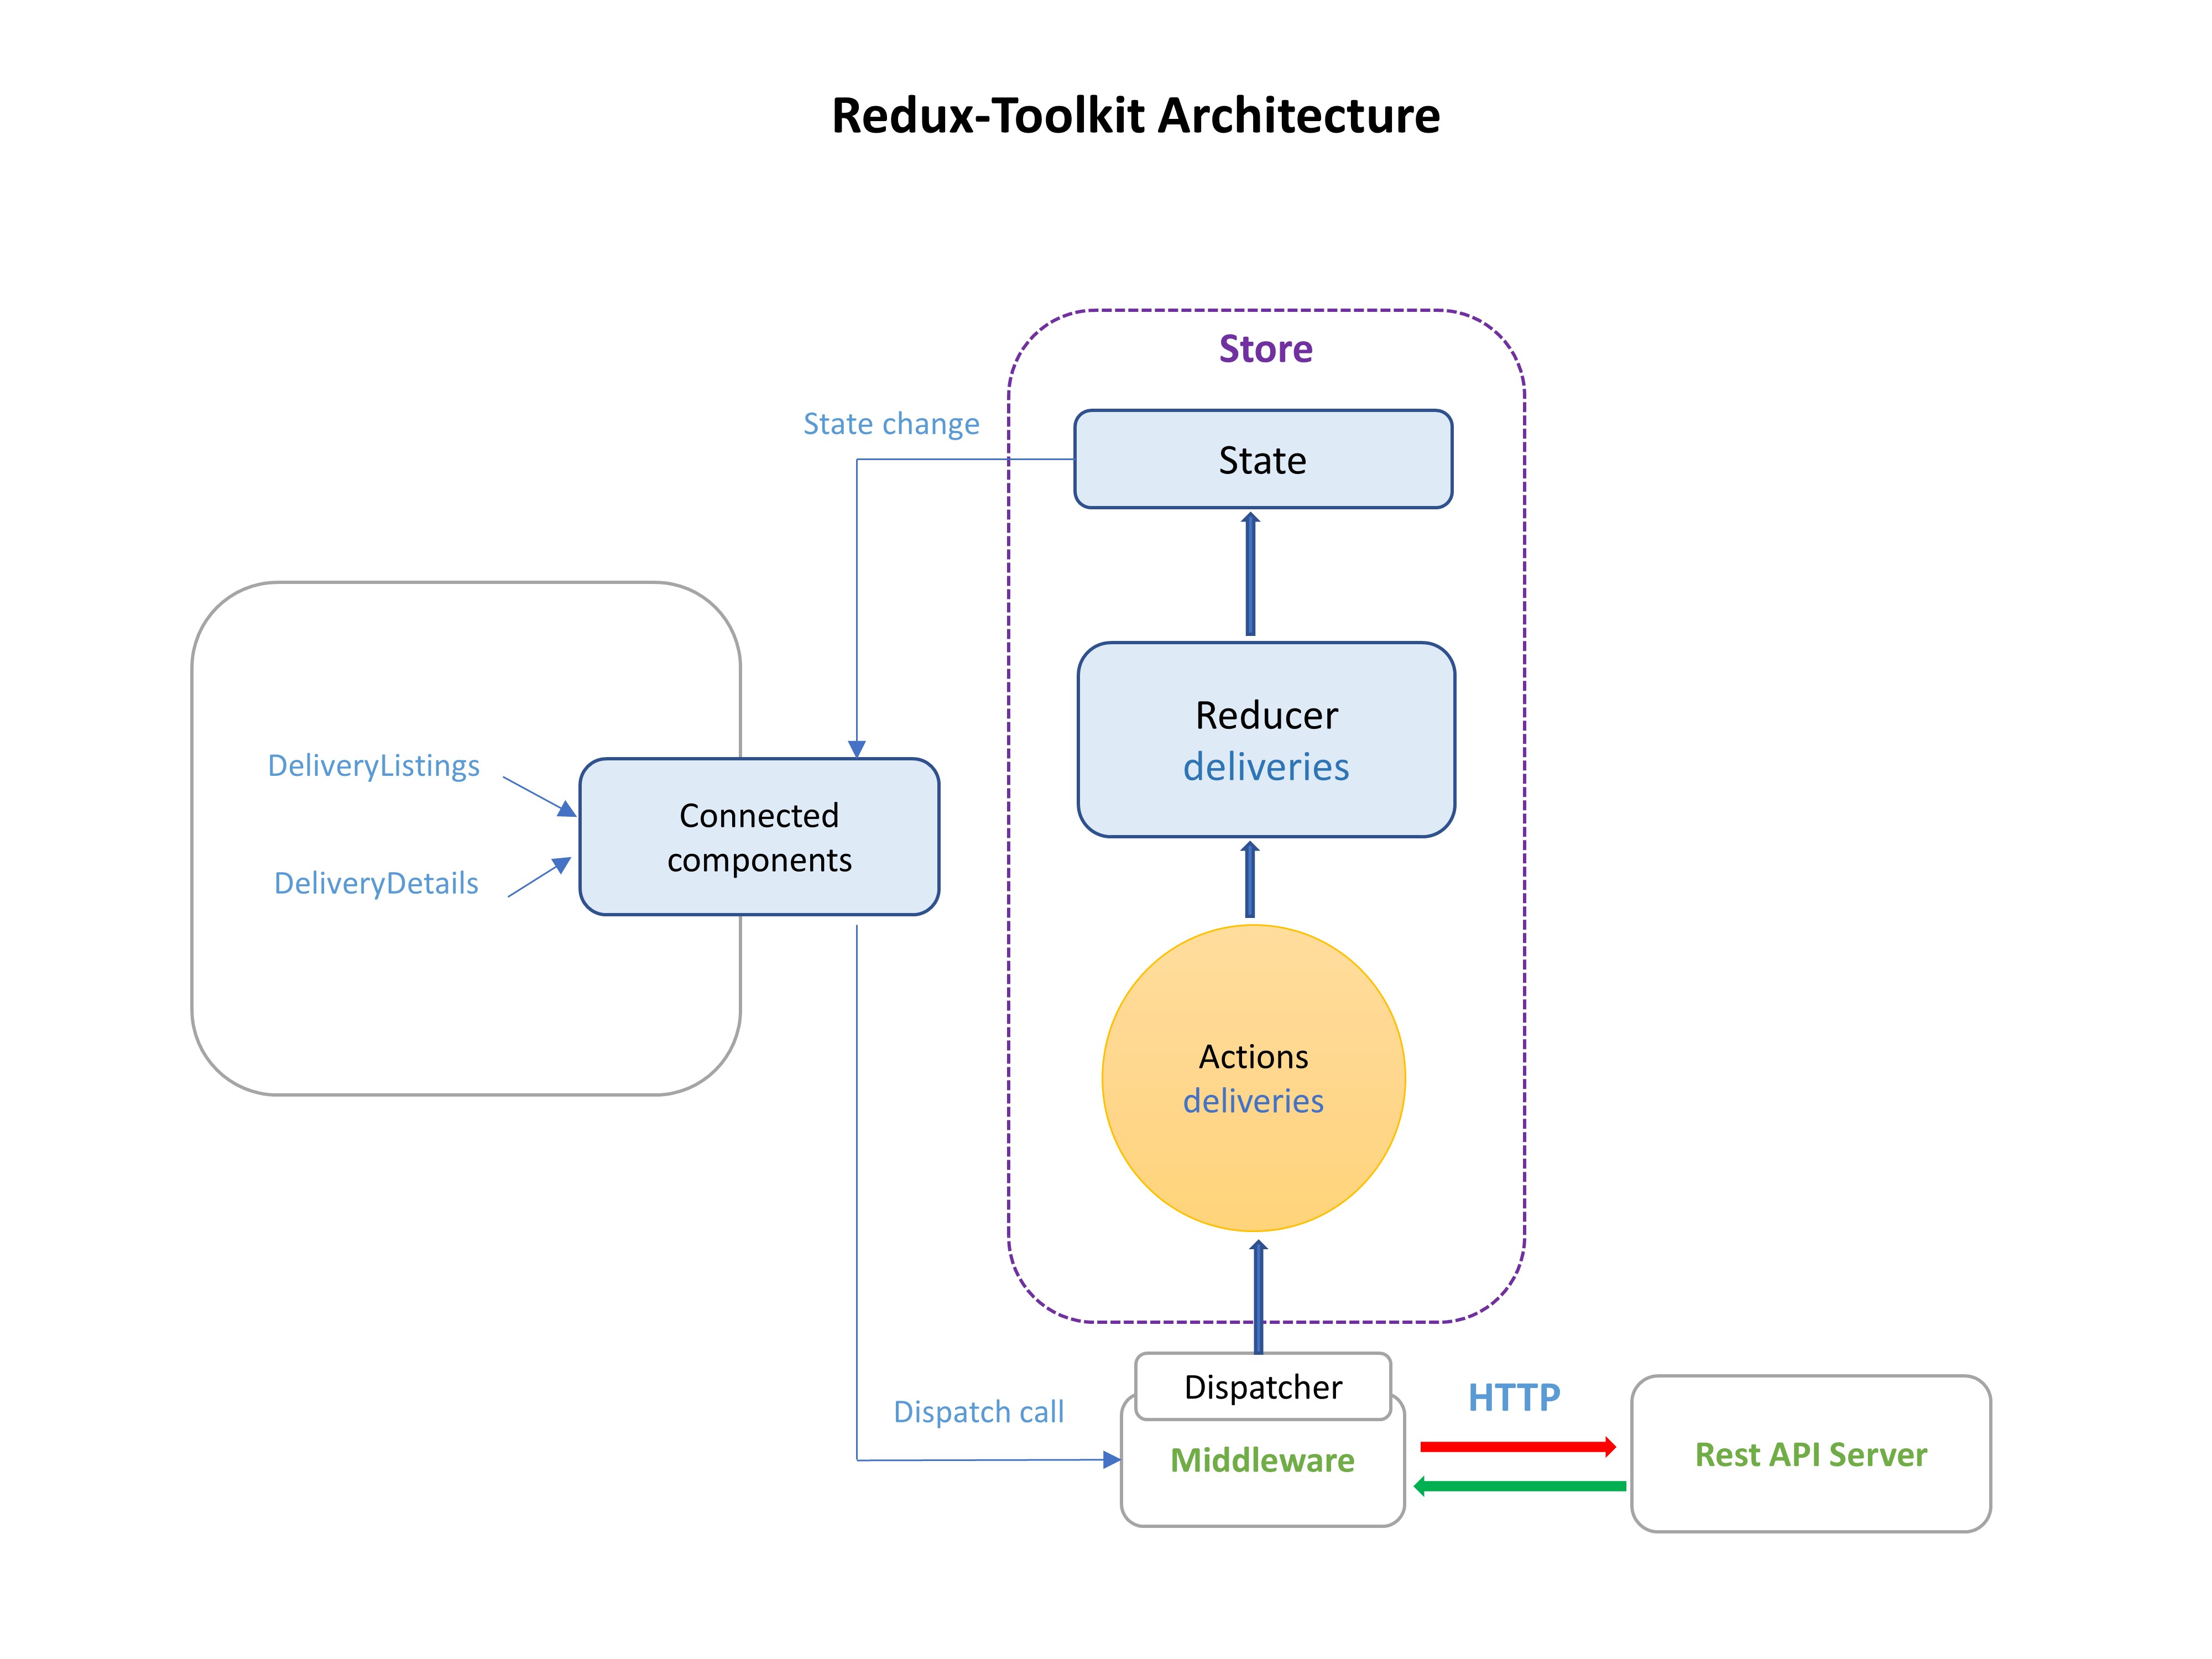 Redux-Toolkit Architecture
Store
State change
State
Reducer
deliveries
DeliveryListings
Connected
components
DeliveryDetails
Actions
deliveries
Dispatcher
Dispatch call
HTTP
Middleware
Rest API Server